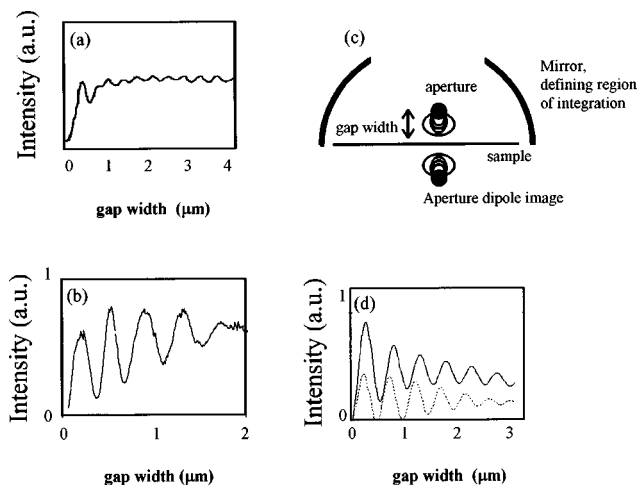 (a)
Intensity (a.u.)
0 1 2 3 4
gap width (μm)
(c)
aperture
Mirror,
defining region
of integration
gap width
sample
Aperture dipole image
(b)
Intensity (a.u.)
1
0
0 1 2
gap width (μm)
(d)
Intensity (a.u.)
1
0
0 1 2 3
gap width (μm)